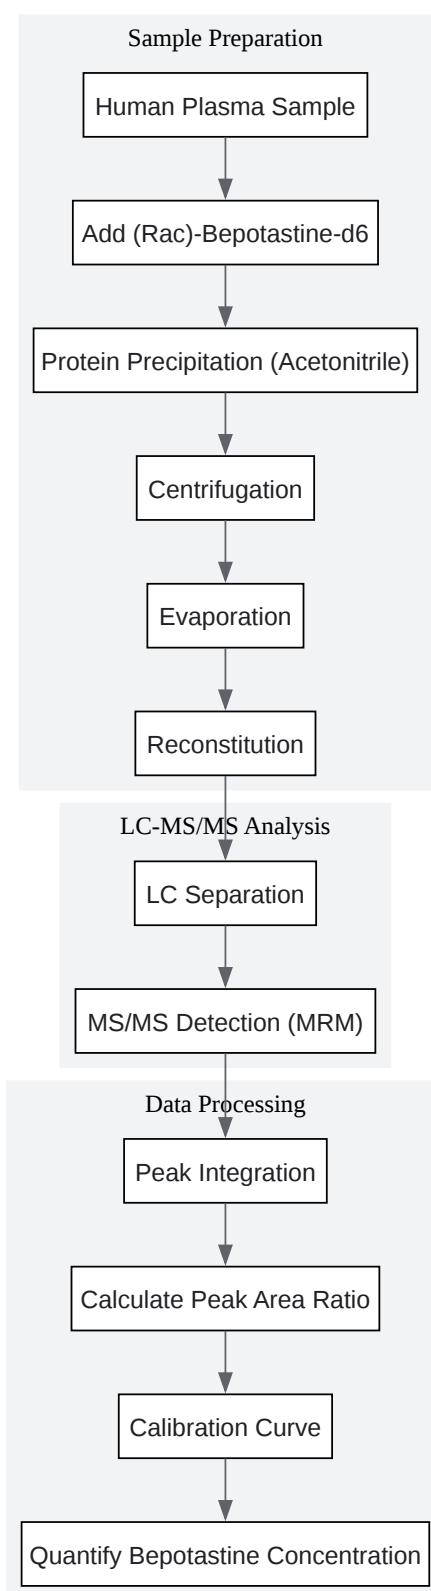 Sample Preparation
Human Plasma Sample
Add (Rac)-Bepotastine-d6
Protein Precipitation (Acetonitrile)
Centrifugation
Evaporation
Reconstitution
LC-MS/MS Analysis
LC Separation
MS/MS Detection (MRM)
Data Processing
Peak Integration
Calculate Peak Area Ratio
Calibration Curve
Quantify Bepotastine Concentration